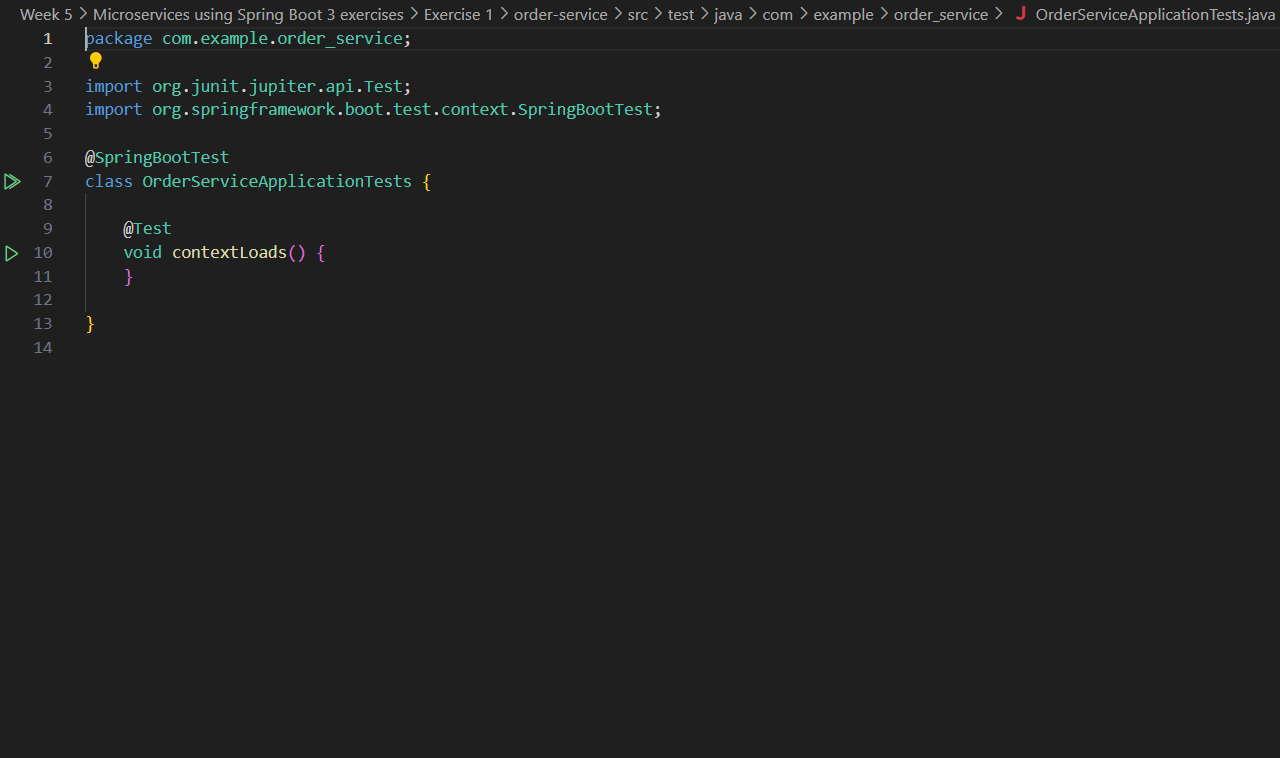 Week 5 > Microservices using Spring Boot 3 exercises > Exercise 1 > order-service > src > test > java > com > example > order_service > J OrderServiceApplicationTests.java
1 package com.example.order_service;
2
3 import org.junit.jupiter.api.Test;
4 import org.springframework.boot.test.context.SpringBootTest;
5
6 @SpringBootTest
7 class OrderServiceApplicationTests {
8
9     @Test
10     void contextLoads() {
11     }
12
13 }
14